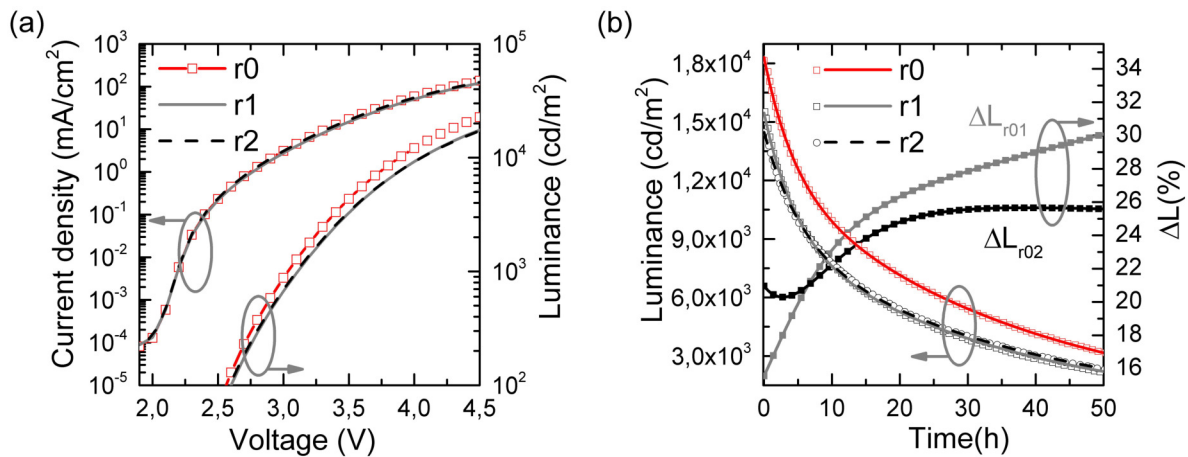 (a)
Current density (mA/cm²)
10³
10²
10¹
10⁰
10⁻¹
10⁻²
10⁻³
10⁻⁴
10⁻⁵
r0
r1
r2
10⁵
10⁴
10³
10²
Luminance (cd/m²)
2,0 2,5 3,0 3,5 4,0 4,5
Voltage (V)
(b)
Luminance (cd/m²)
1,8x10⁴
1,5x10⁴
1,2x10⁴
9,0x10³
6,0x10³
3,0x10³
r0
r1
r2
ΔL_r01
ΔL_r02
34
32
30
28
26
24
22
20
18
16
ΔL(%)
0 10 20 30 40 50
Time(h)